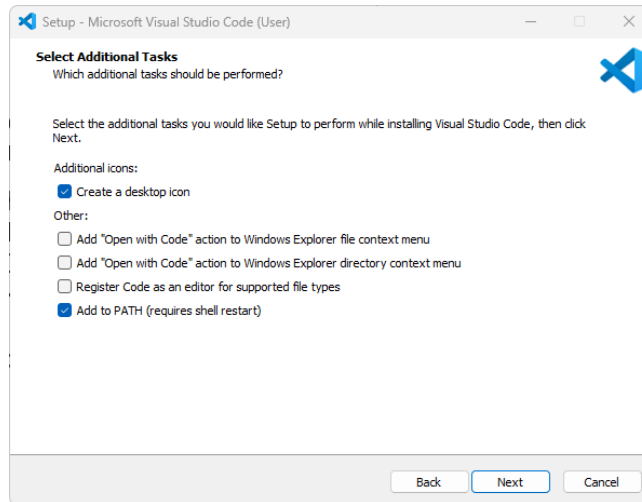 Setup - Microsoft Visual Studio Code (User)
Select Additional Tasks
Which additional tasks should be performed?
Select the additional tasks you would like Setup to perform while installing Visual Studio Code, then click
Next.
Additional icons:
Create a desktop icon
Other:
Add "Open with Code" action to Windows Explorer file context menu
Add "Open with Code" action to Windows Explorer directory context menu
Register Code as an editor for supported file types
Add to PATH (requires shell restart)
Back Next Cancel